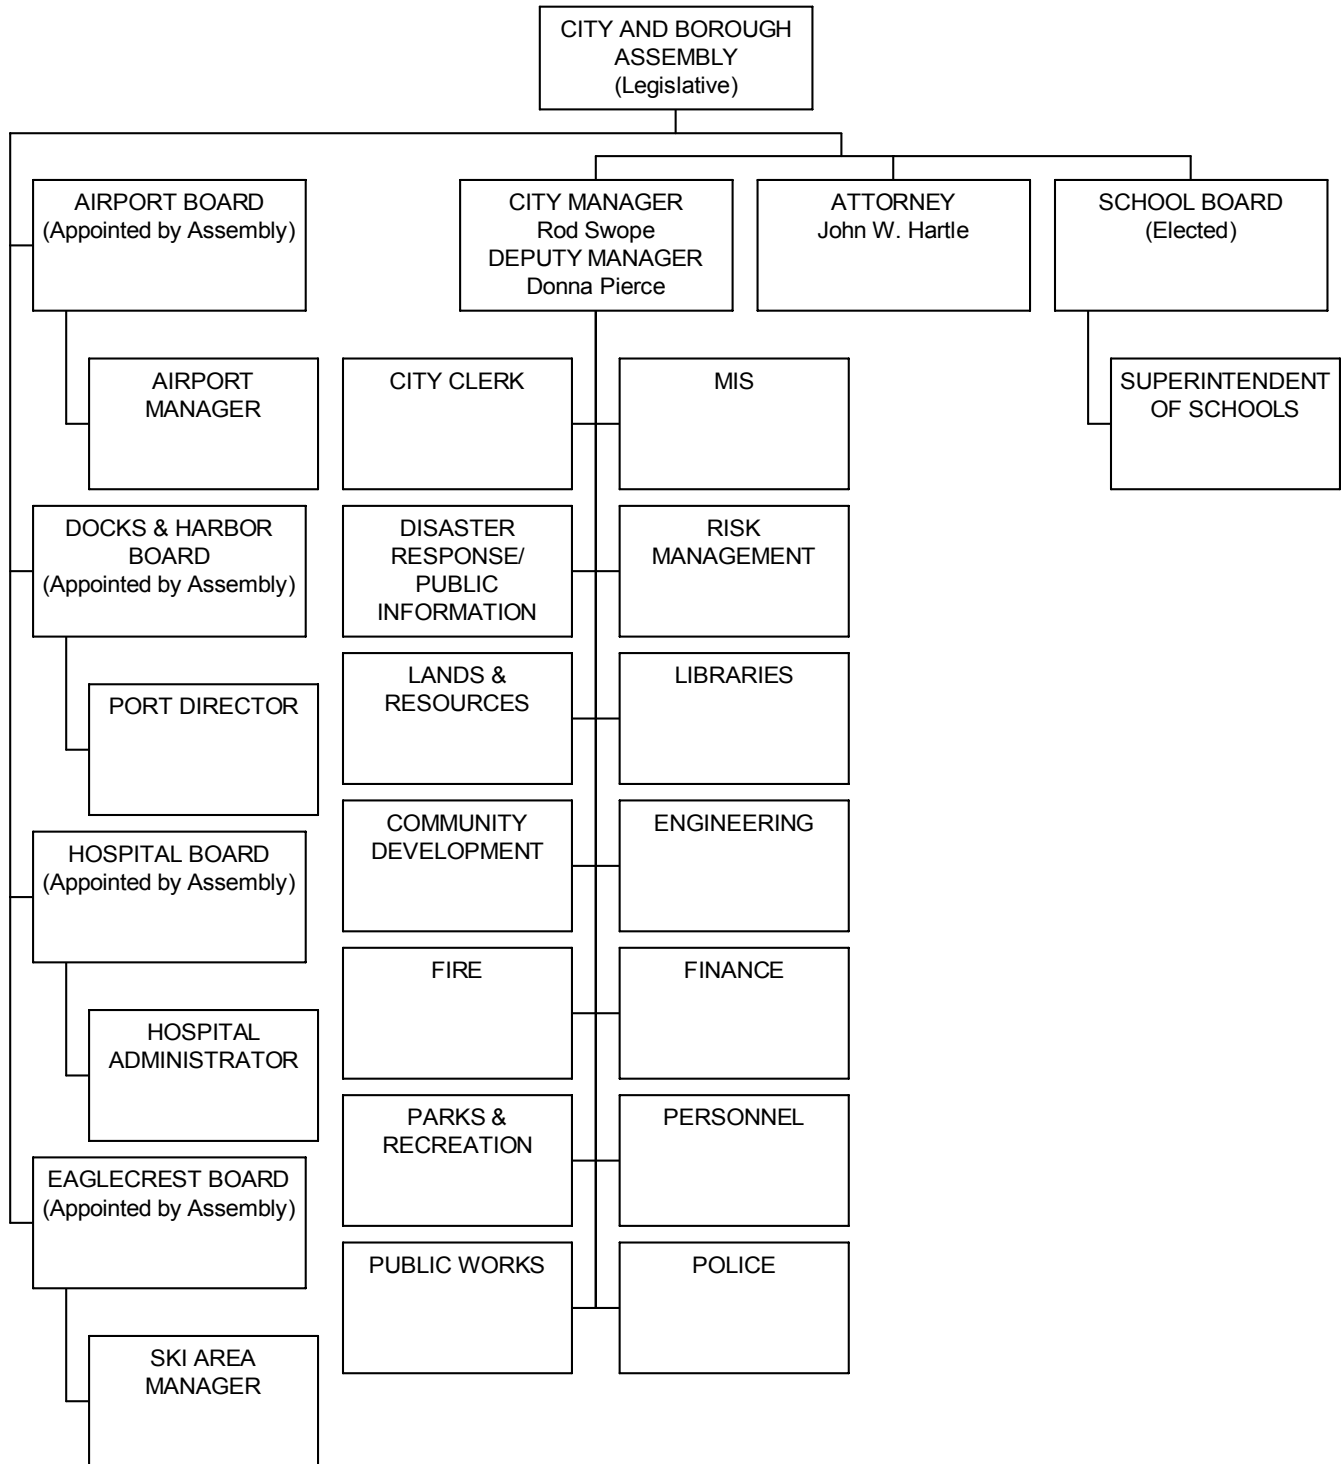 CITY AND BOROUGH
ASSEMBLY
(Legislative)
AIRPORT BOARD
(Appointed by Assembly)
CITY MANAGER
Rod Swope
DEPUTY MANAGER
Donna Pierce
ATTORNEY
John W. Hartle
SCHOOL BOARD
(Elected)
AIRPORT
MANAGER
CITY CLERK
MIS
SUPERINTENDENT
OF SCHOOLS
DOCKS & HARBOR
BOARD
(Appointed by Assembly)
DISASTER
RESPONSE/
PUBLIC
INFORMATION
RISK
MANAGEMENT
PORT DIRECTOR
LANDS &
RESOURCES
LIBRARIES
HOSPITAL BOARD
(Appointed by Assembly)
COMMUNITY
DEVELOPMENT
ENGINEERING
HOSPITAL
ADMINISTRATOR
FIRE
FINANCE
EAGLECREST BOARD
(Appointed by Assembly)
PARKS &
RECREATION
PERSONNEL
SKI AREA
MANAGER
PUBLIC WORKS
POLICE